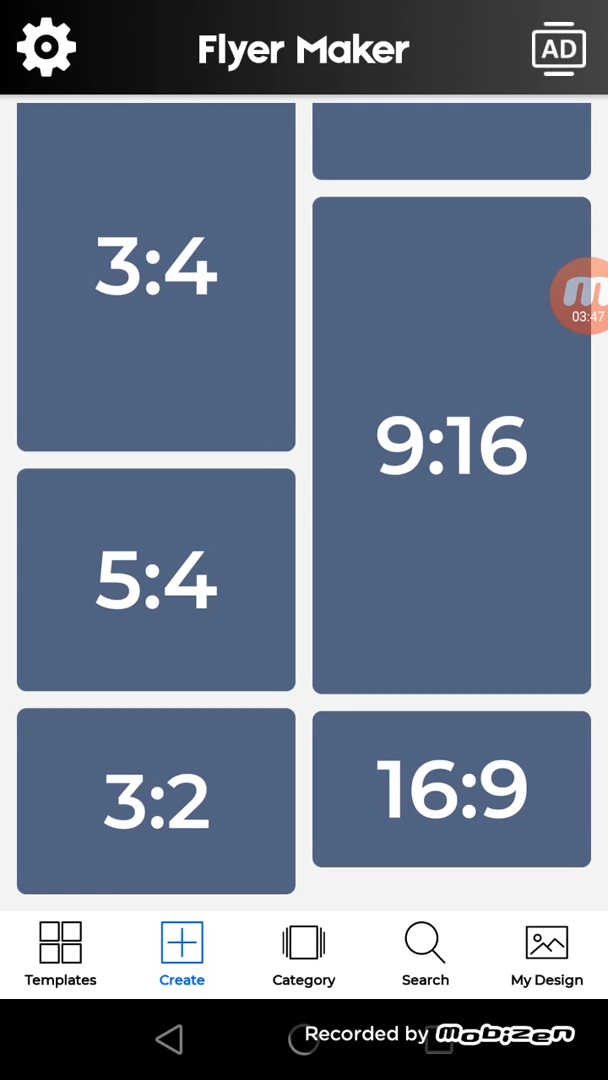 Flyer Maker
AD
3:4
9:16
03:47
5:4
3:2
16:9
Templates
Create
Category
Search
My Design
Recorded by mobizen